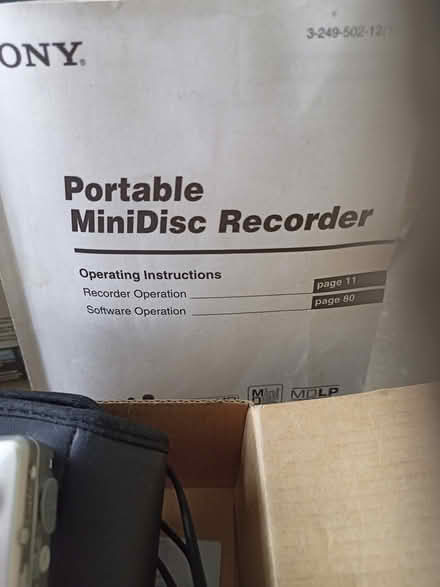 ONY®
3-249-502-12
Portable
MiniDisc Recorder
Operating Instructions
Recorder Operation page 11
Software Operation page 80
Mini MDLP